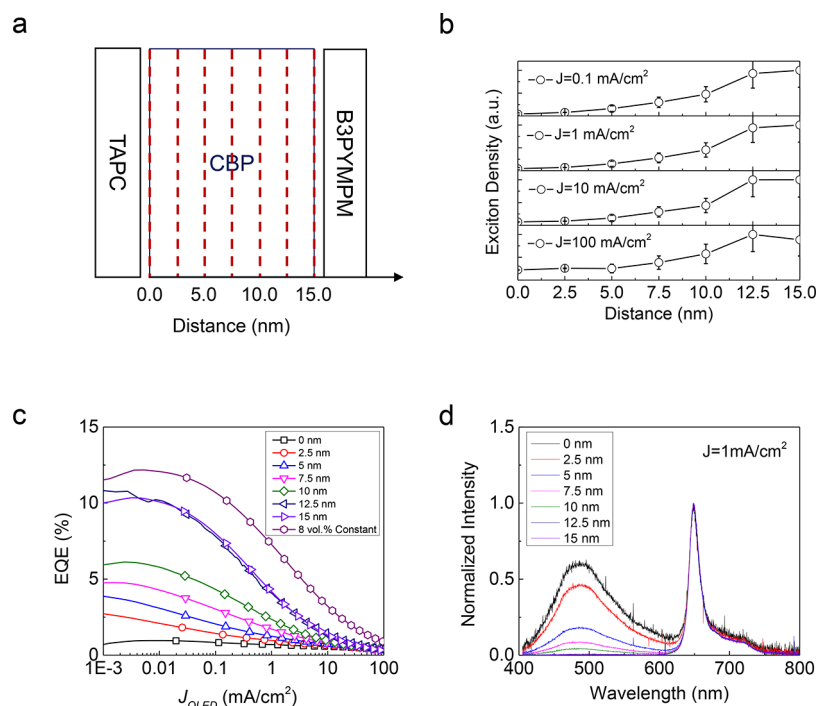 a
TAPC
CBP
B3PYMPM
0.0 5.0 10.0 15.0
Distance (nm)
b
Exciton Density (a.u.)
J=0.1 mA/cm²
J=1 mA/cm²
J=10 mA/cm²
J=100 mA/cm²
0.0 2.5 5.0 7.5 10.0 12.5 15.0
Distance (nm)
c
EQE (%)
15
10
5
0
0 nm
2.5 nm
5 nm
7.5 nm
10 nm
12.5 nm
15 nm
8 vol.% Constant
1E-3 0.01 0.1 1 10 100
J_OLED (mA/cm²)
d
Normalized Intensity
1.0
0.5
0.0
0 nm
2.5 nm
5 nm
7.5 nm
10 nm
12.5 nm
15 nm
J=1mA/cm²
400 500 600 700 800
Wavelength (nm)